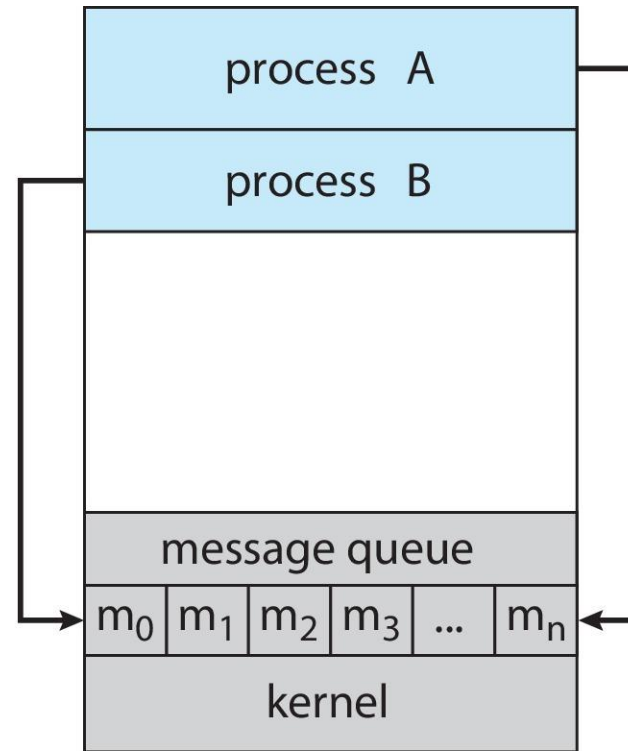 process A
process B
message queue
m₀ m₁ m₂ m₃ ... mₙ
kernel